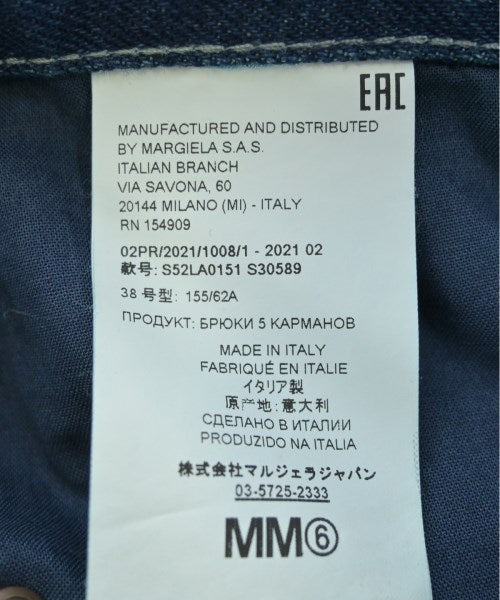 EAC
MANUFACTURED AND DISTRIBUTED
BY MARGIELA S.A.S.
ITALIAN BRANCH
VIA SAVONA, 60
20144 MILANO (MI) - ITALY
RN 154909
02PR/2021/1008/1 - 2021 02
款号: S52LA0151 S30589
38 号型: 155/62A
ПРОДУКТ: БРЮКИ 5 КАРМАНОВ
MADE IN ITALY
FABRIQUÉ EN ITALIE
イタリア製
原产地: 意大利
СДЕЛАНО В ИТАЛИИ
PRODUZIDO NA ITALIA
株式会社マルジェラジャパン
03-5725-2333
MM⑥